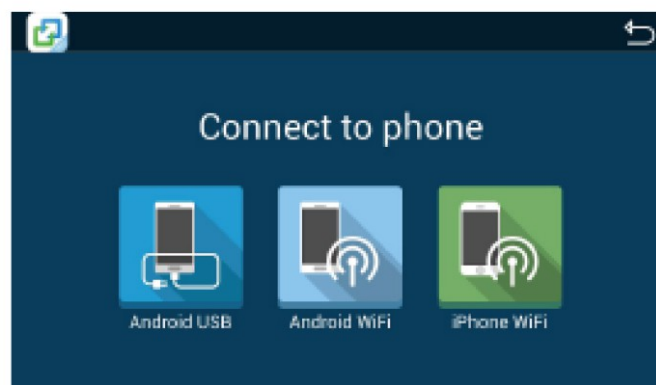 Connect to phone
Android USB
Android WiFi
iPhone WiFi